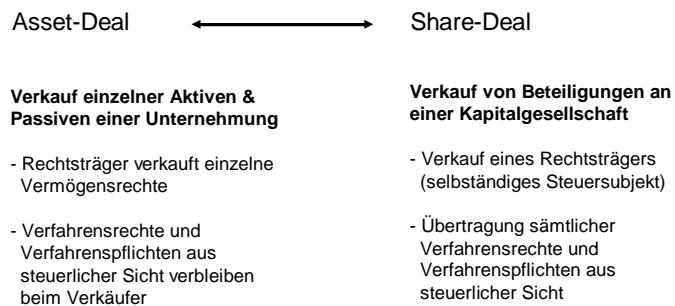 Asset-Deal
Share-Deal
Verkauf einzelner Aktiven &
Passiven einer Unternehmung
- Rechtsträger verkauft einzelne
Vermögensrechte
- Verfahrensrechte und
Verfahrenspflichten aus
steuerlicher Sicht verbleiben
beim Verkäufer
Verkauf von Beteiligungen an
einer Kapitalgesellschaft
- Verkauf eines Rechtsträgers
(selbständiges Steuersubjekt)
- Übertragung sämtlicher
Verfahrensrechte und
Verfahrenspflichten aus
steuerlicher Sicht